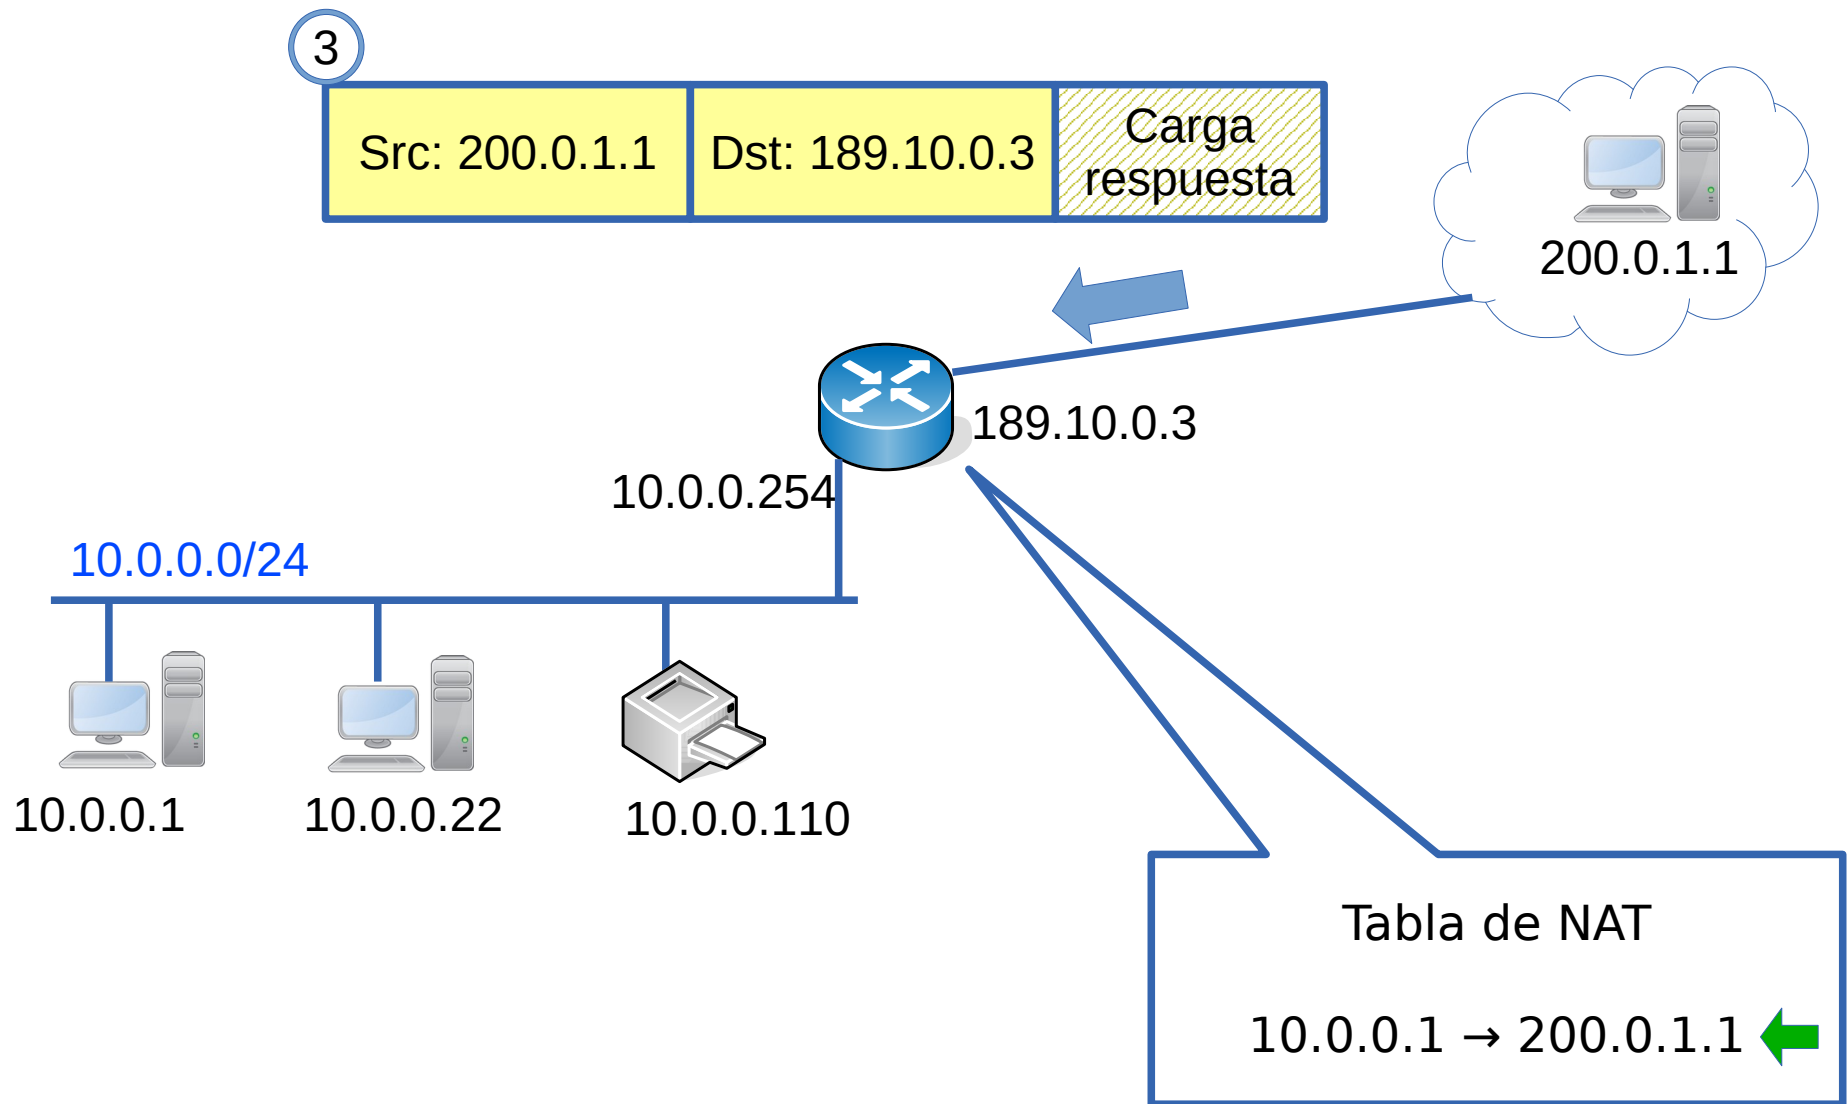 3
Src: 200.0.1.1
Dst: 189.10.0.3
Carga
respuesta
200.0.1.1
189.10.0.3
10.0.0.254
10.0.0.0/24
10.0.0.1
10.0.0.22
10.0.0.110
Tabla de NAT
10.0.0.1 → 200.0.1.1